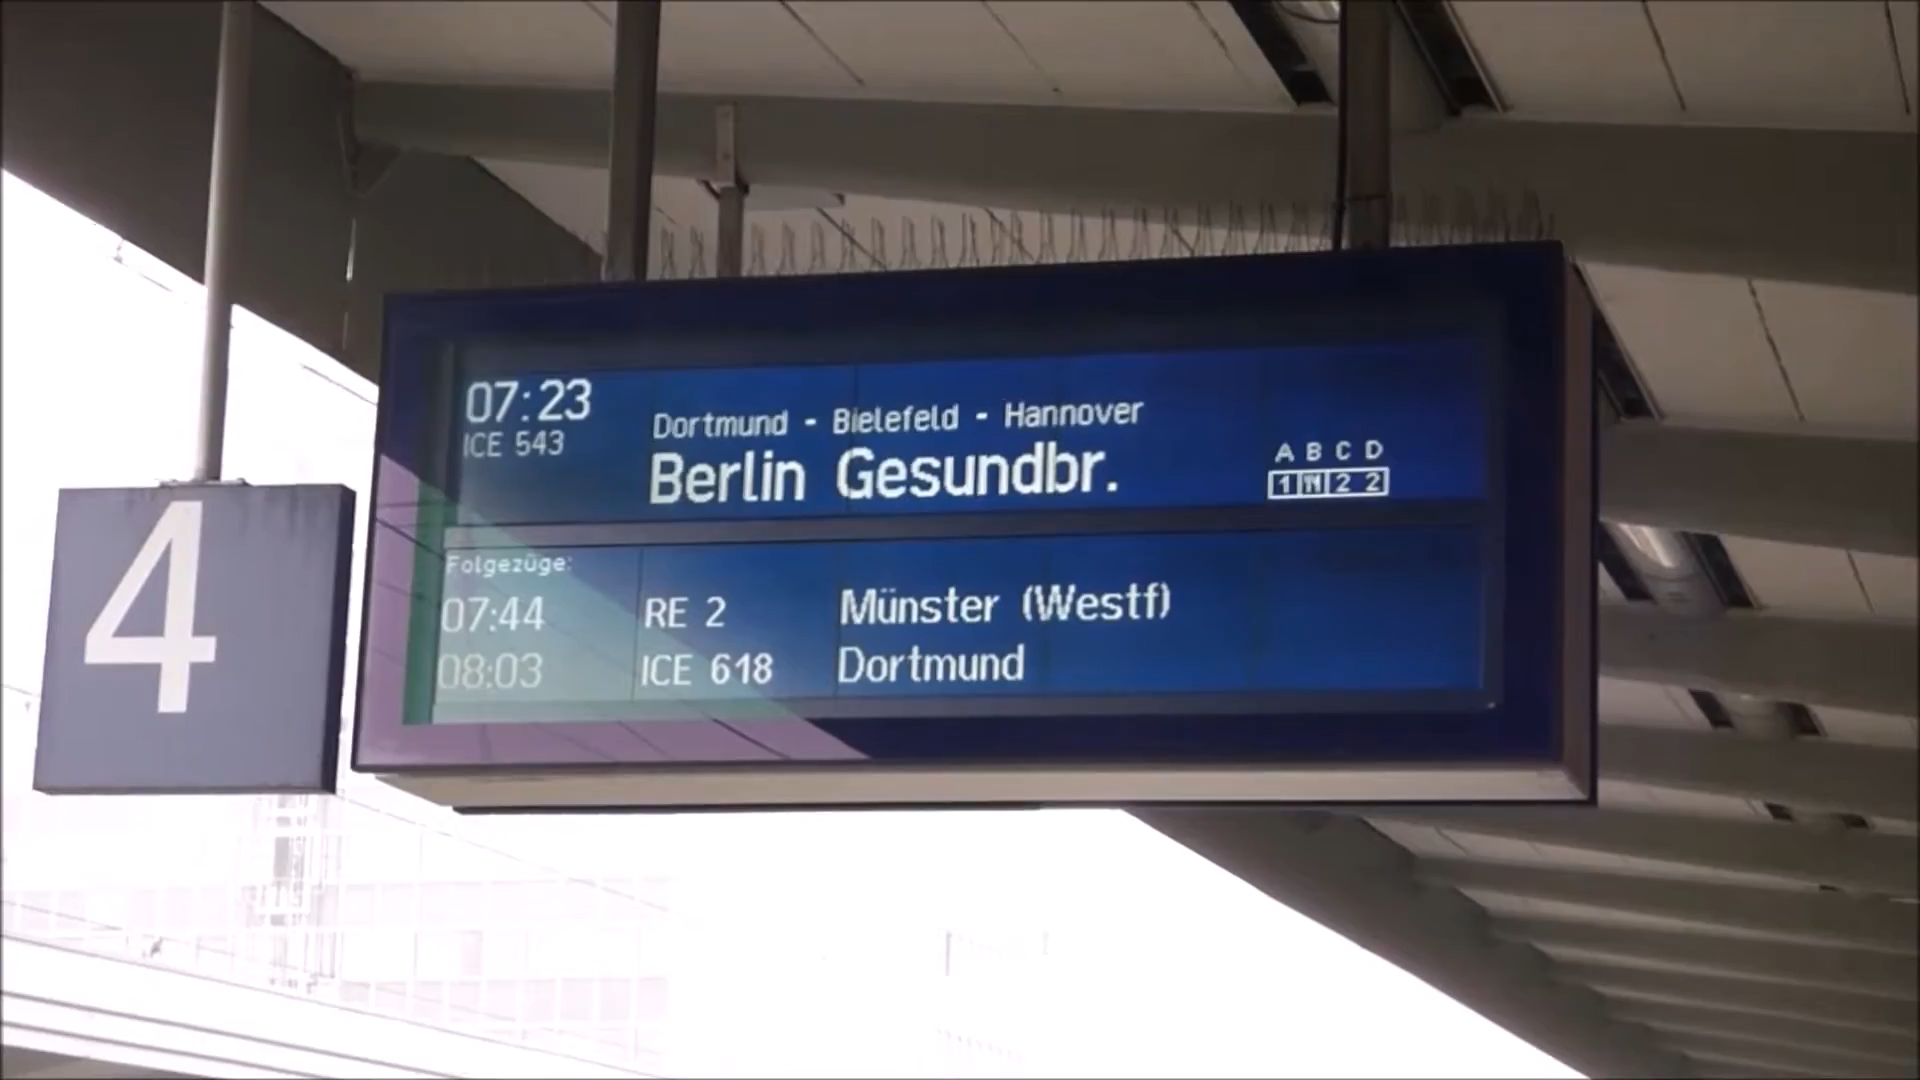 4
07:23
ICE 543
Dortmund - Bielefeld - Hannover
Berlin Gesundbr.
A B C D
1 2 2
Folgezüge:
07:44 RE 2 Münster (Westf)
08:03 ICE 618 Dortmund